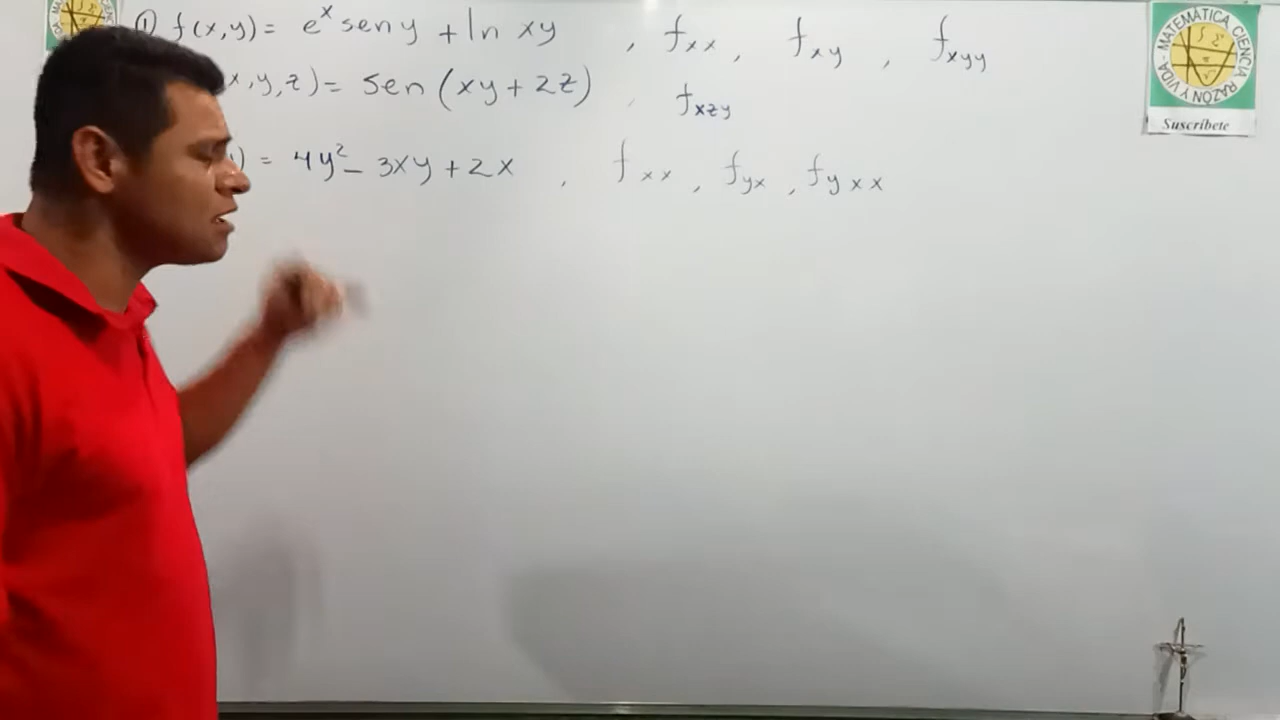 ① f(x,y) = e^x sen y + ln xy , f_xx , f_xy , f_xyy
x,y,z) = sen (xy + 2z) , f_xzy
) = 4y² - 3xy + 2x , f_xx , f_yx , f_yxx
MATEMÁTICA CIENCIA RAZÓN Y VIDA
Suscríbete